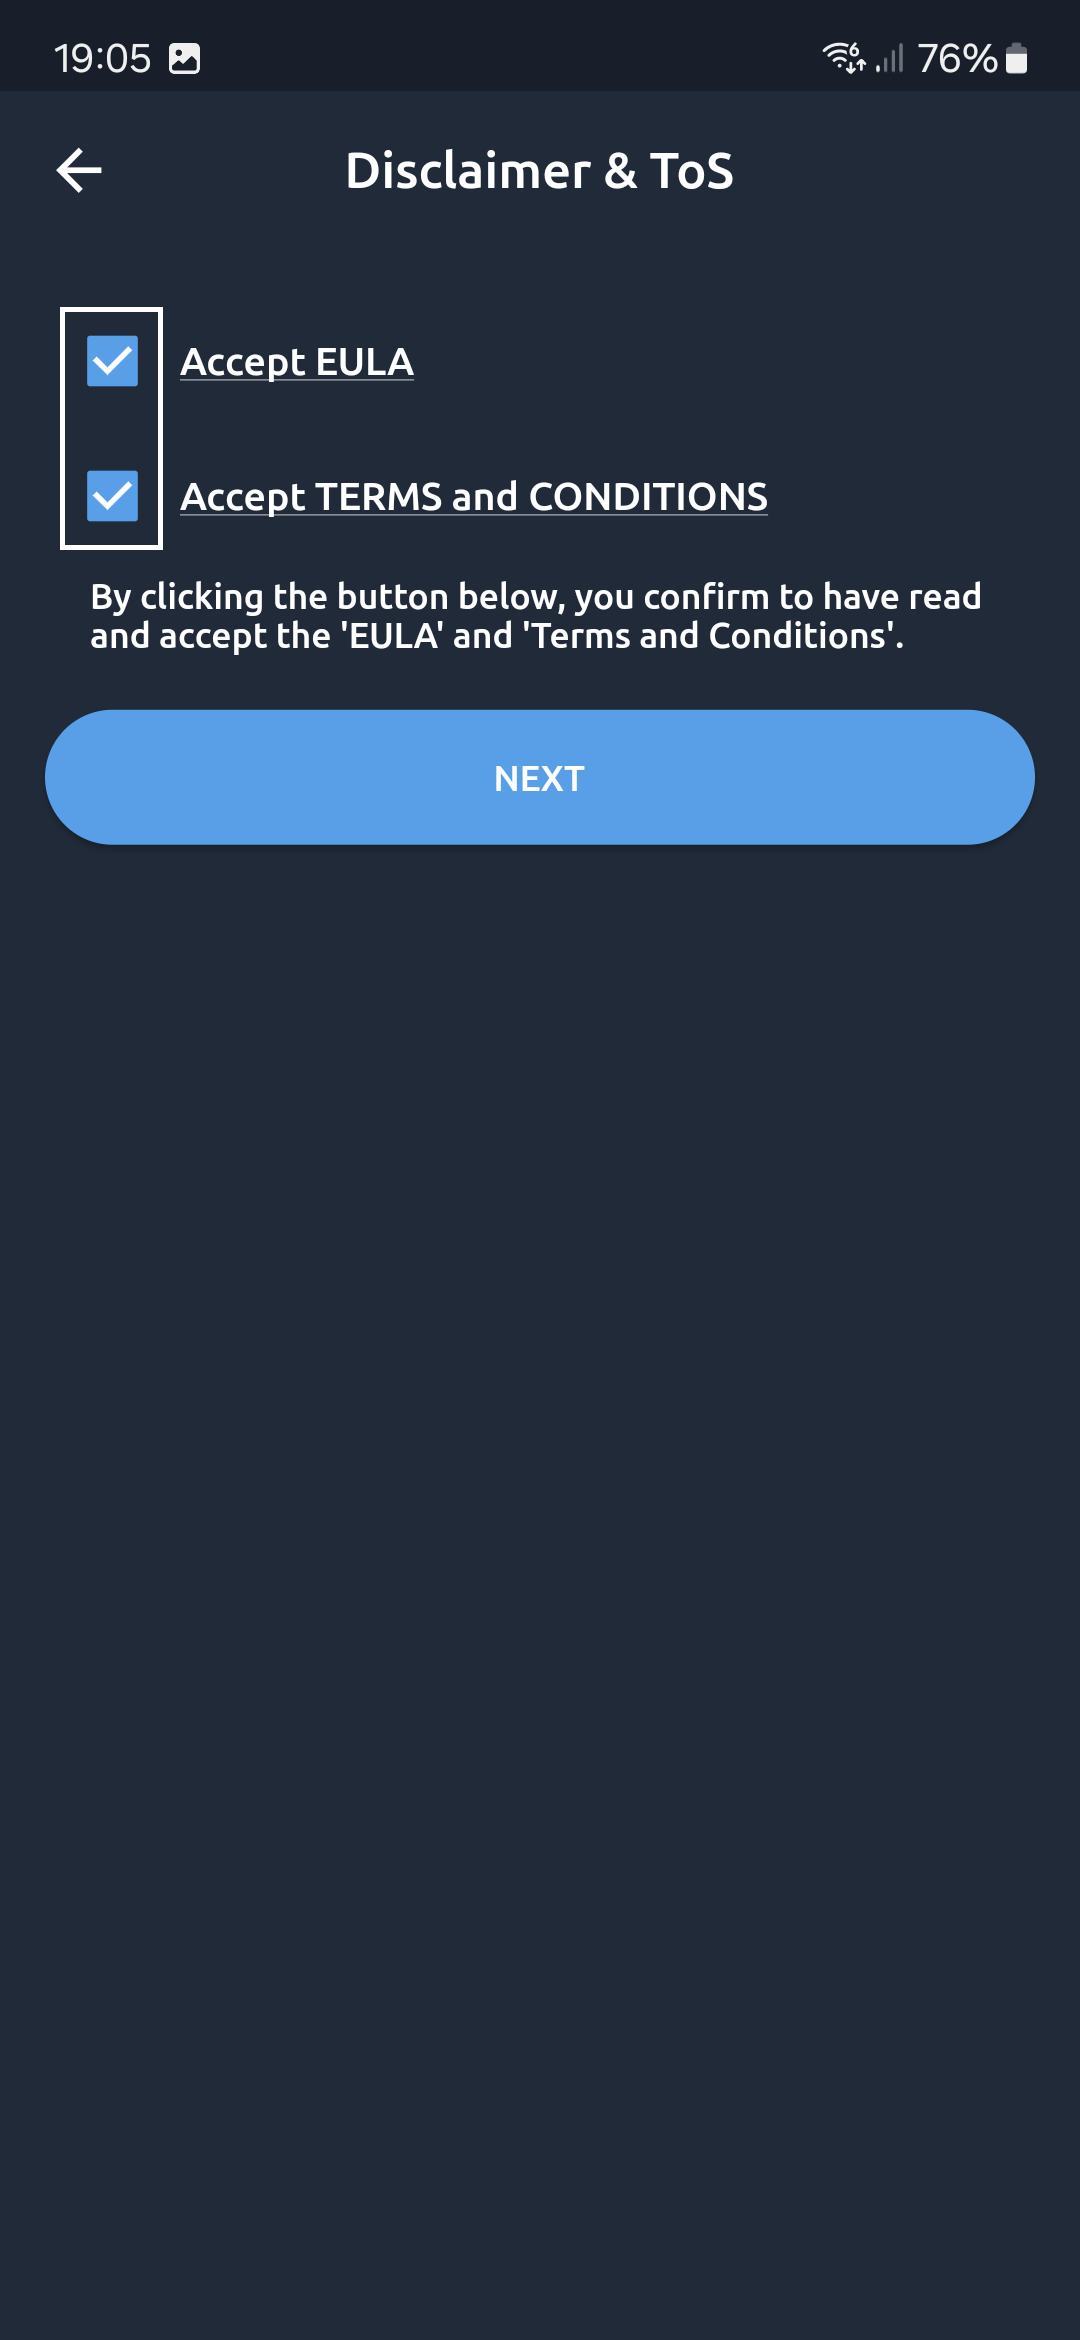 19:05 76%
Disclaimer & ToS
Accept EULA
Accept TERMS and CONDITIONS
By clicking the button below, you confirm to have read
and accept the 'EULA' and 'Terms and Conditions'.
NEXT